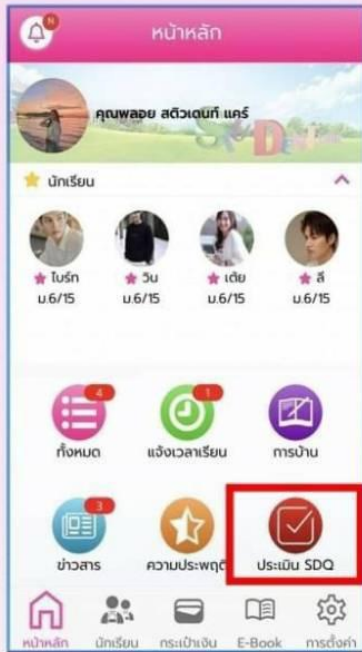 N
หน้าหลัก
คุณพลอย สติวเดนท์ แคร์
นักเรียน
ไบร์ท
วิน
เต้ย
ลี
ม.6/15
ม.6/15
ม.6/15
ม.6/15
4
1
ทั้งหมด
แจ้งเวลาเรียน
การบ้าน
3
ข่าวสาร
ความประพฤติ
ประเมิน SDQ
หน้าหลัก
นักเรียน
กระเป๋าเงิน
E-Book
การตั้งค่า